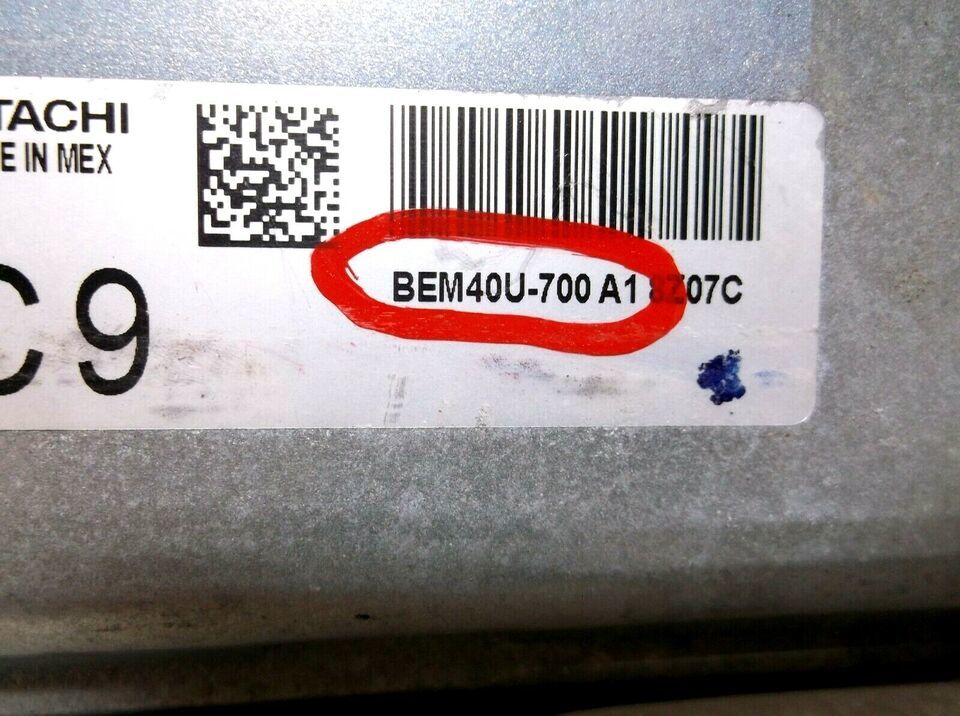 TACHI
E IN MEX
BEM40U-700 A1 8Z07C
C9